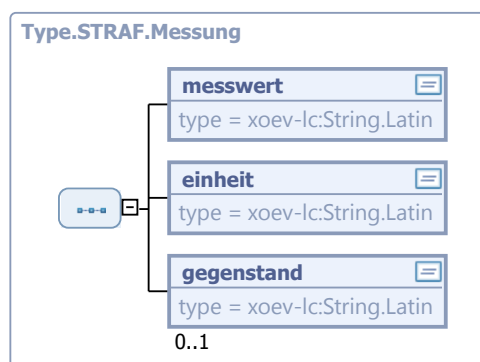 Type.STRAF.Messung
messwert
type = xoev-lc:String.Latin
einheit
type = xoev-lc:String.Latin
gegenstand
type = xoev-lc:String.Latin
0..1